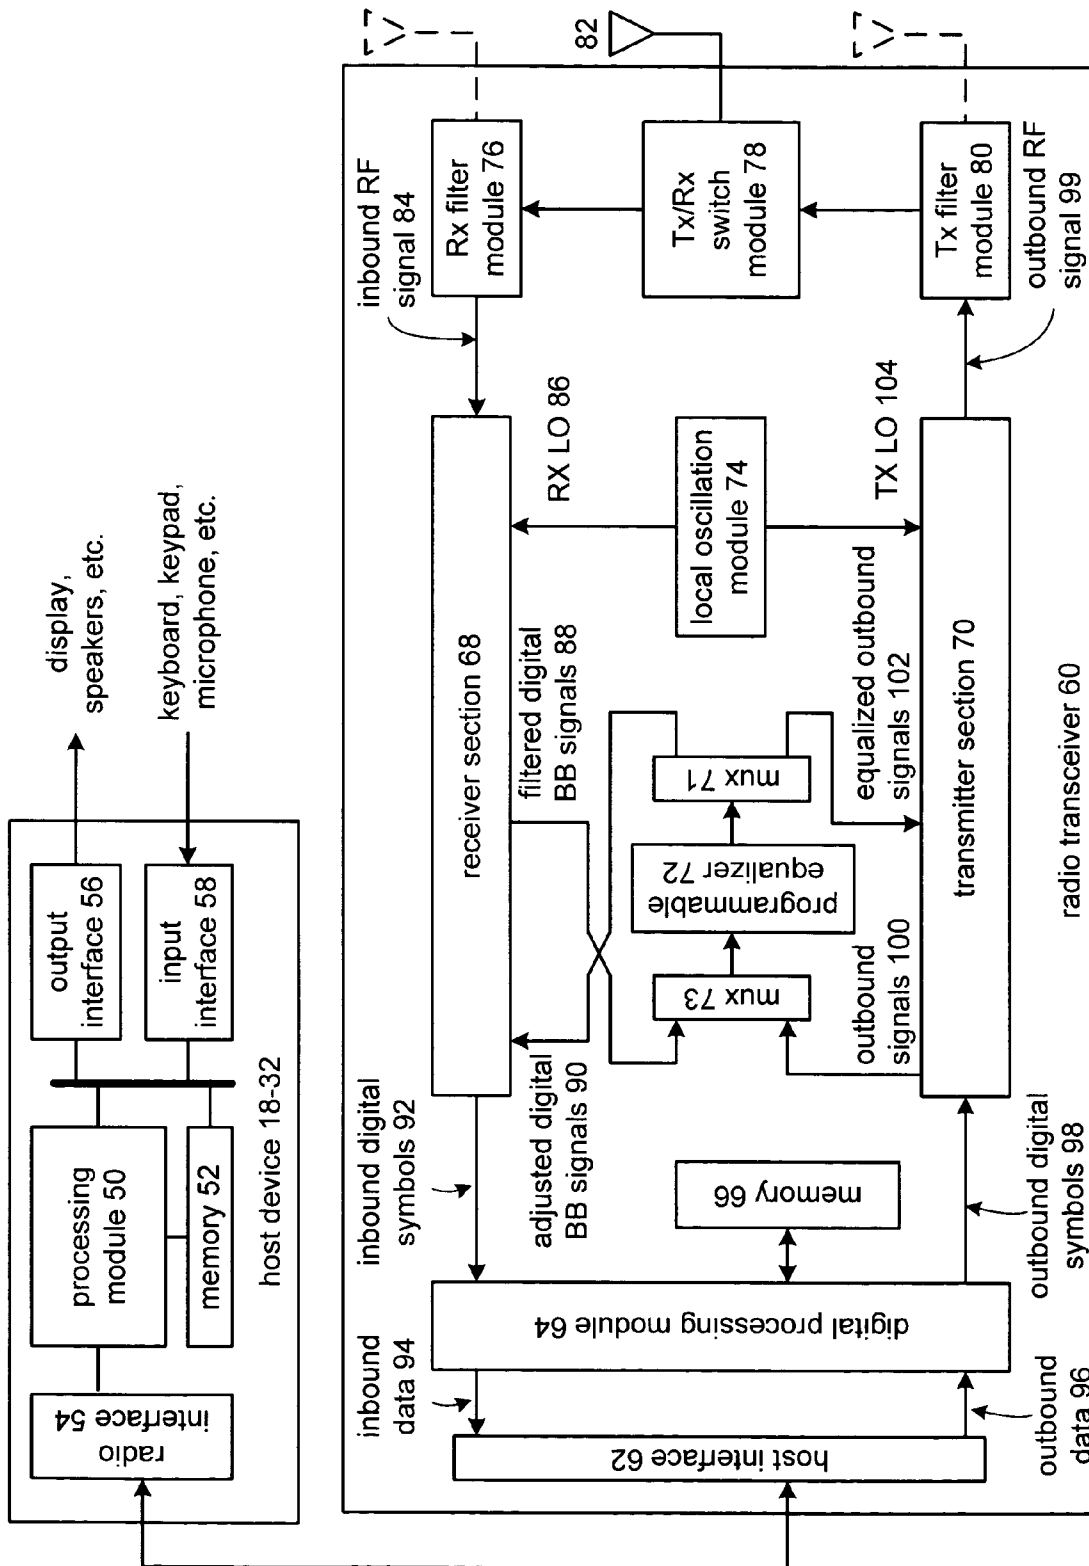 display,
speakers, etc.
keyboard, keypad,
microphone, etc.
output
interface 56
input
interface 58
processing
module 50
memory 52
radio
interface 54
host device 18-32
82
Rx filter
module 76
inbound RF
signal 84
Tx/Rx
switch
module 78
Tx filter
module 80
outbound RF
signal 99
receiver section 68
RX LO 86
local oscillation
module 74
TX LO 104
filtered digital
BB signals 88
mux 71
programmable
equalizer 72
mux 73
equalized outbound
signals 102
transmitter section 70
outbound
signals 100
adjusted digital
BB signals 90
inbound digital
symbols 92
memory 66
outbound digital
symbols 98
digital processing module 64
inbound
data 94
outbound
data 96
host interface 62
radio transceiver 60